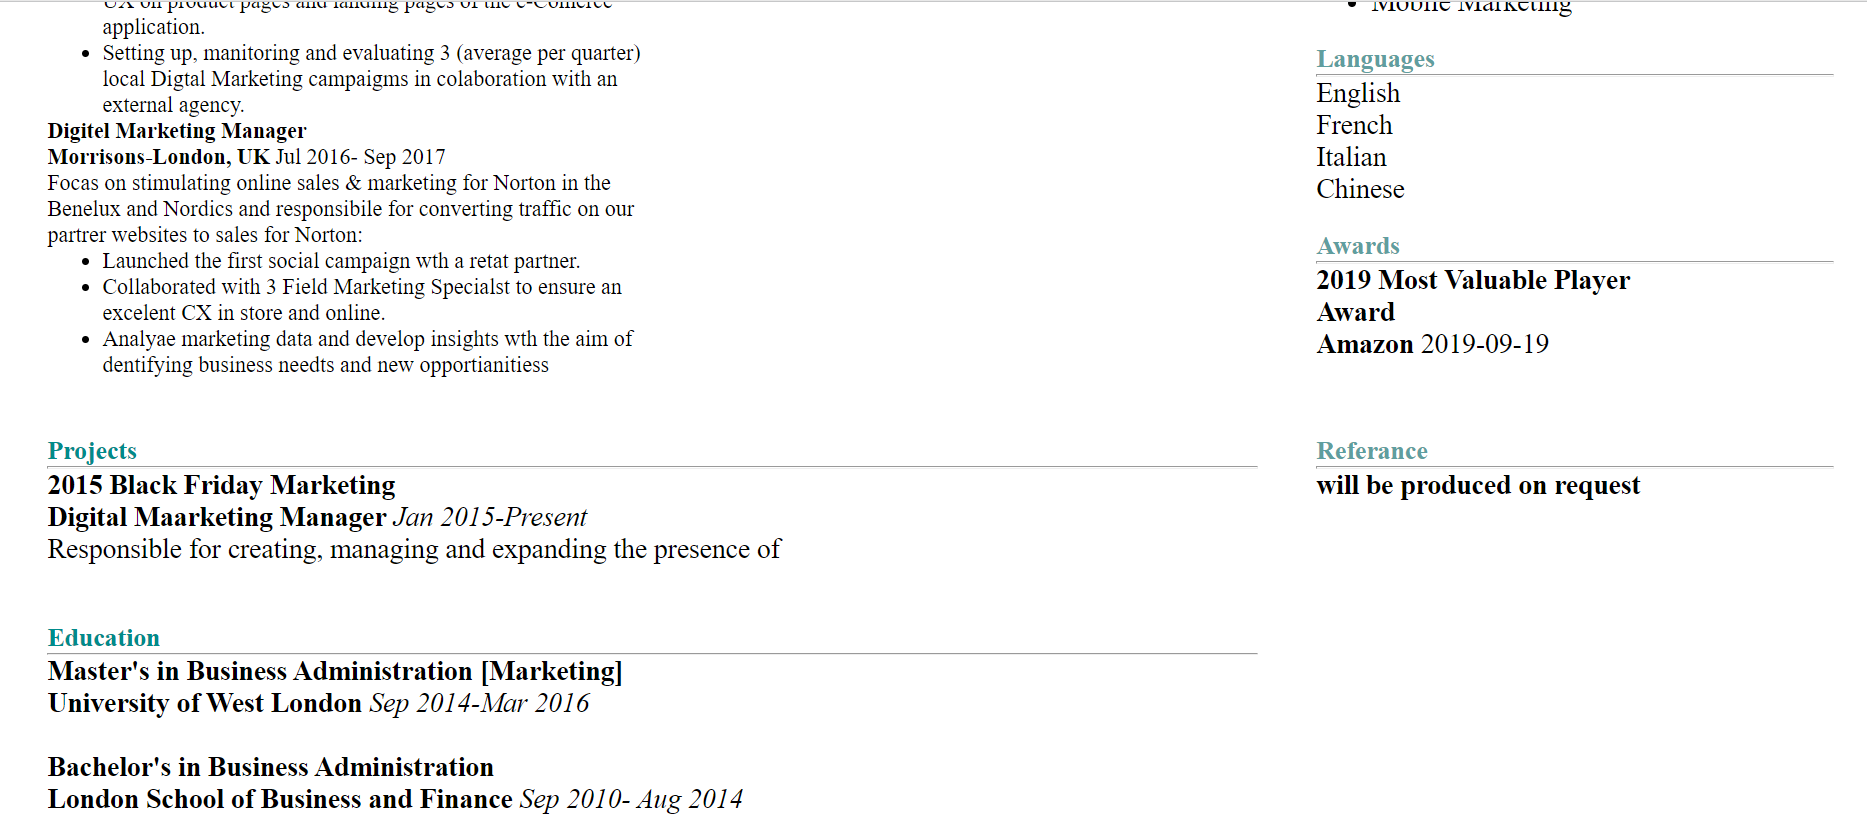 UX on product pages and landing pages of the e-Comerce
application.
Setting up, manitoring and evaluating 3 (average per quarter)
local Digtal Marketing campaigms in colaboration with an
external agency.
Digitel Marketing Manager
Morrisons-London, UK Jul 2016- Sep 2017
Focas on stimulating online sales & marketing for Norton in the
Benelux and Nordics and responsibile for converting traffic on our
partrer websites to sales for Norton:
Launched the first social campaign wth a retat partner.
Collaborated with 3 Field Marketing Specialst to ensure an
excelent CX in store and online.
Analyae marketing data and develop insights wth the aim of
dentifying business needts and new opportianitiess
Projects
2015 Black Friday Marketing
Digital Maarketing Manager Jan 2015-Present
Responsible for creating, managing and expanding the presence of
Education
Master's in Business Administration [Marketing]
University of West London Sep 2014-Mar 2016
Bachelor's in Business Administration
London School of Business and Finance Sep 2010- Aug 2014
Mobile Marketing
Languages
English
French
Italian
Chinese
Awards
2019 Most Valuable Player
Award
Amazon 2019-09-19
Referance
will be produced on request